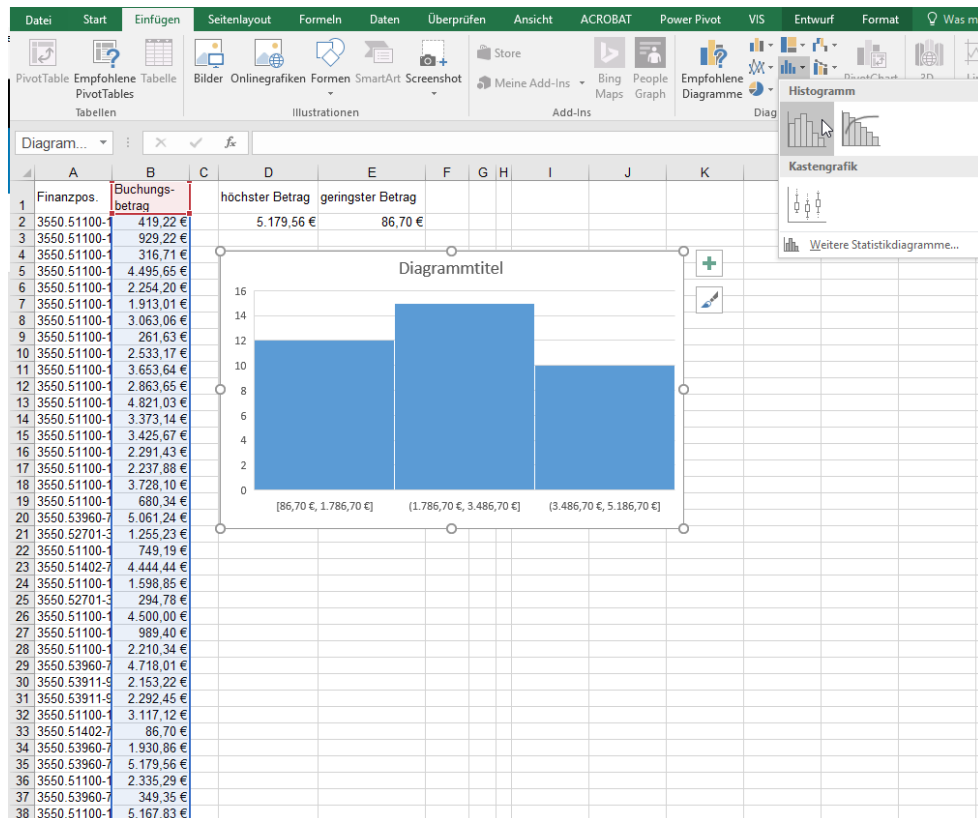 Datei Start Einfügen Seitenlayout Formeln Daten Überprüfen Ansicht ACROBAT Power Pivot VIS Entwurf Format Was
PivotTable Empfohlene PivotTables Tabelle
Bilder Onlinegrafiken Formen SmartArt Screenshot
Store
Meine Add-Ins
Bing Maps People Graph
Empfohlene Diagramme
PivotChart 3D
Tabellen Illustrationen Add-Ins Diag
Histogramm
Kastengrafik
Weitere Statistikdiagramme...
Diagram... fx
A B C D E F G H I J K
1 Finanzpos. Buchungs-betrag höchster Betrag geringster Betrag
2 3550.51100-1 419,22 € 5.179,56 € 86,70 €
3 3550.51100-1 929,22 €
4 3550.51100-1 316,71 €
5 3550.51100-1 4.495,65 €
6 3550.51100-1 2.254,20 €
7 3550.51100-1 1.913,01 €
8 3550.51100-1 3.063,06 €
9 3550.51100-1 261,63 €
10 3550.51100-1 2.533,17 €
11 3550.51100-1 3.653,64 €
12 3550.51100-1 2.863,65 €
13 3550.51100-1 4.821,03 €
14 3550.51100-1 3.373,14 €
15 3550.51100-1 3.425,67 €
16 3550.51100-1 2.291,43 €
17 3550.51100-1 2.237,88 €
18 3550.51100-1 3.728,10 €
19 3550.51100-1 680,34 €
20 3550.53960-7 5.061,24 €
21 3550.52701-3 1.255,23 €
22 3550.51100-1 749,19 €
23 3550.51402-7 4.444,44 €
24 3550.51100-1 1.598,85 €
25 3550.52701-3 294,78 €
26 3550.51100-1 4.500,00 €
27 3550.51100-1 989,40 €
28 3550.51100-1 2.210,34 €
29 3550.53960-7 4.718,01 €
30 3550.53911-9 2.153,22 €
31 3550.53911-9 2.292,45 €
32 3550.51100-1 3.117,12 €
33 3550.51402-7 86,70 €
34 3550.53960-7 1.930,86 €
35 3550.53960-7 5.179,56 €
36 3550.51100-1 2.335,29 €
37 3550.53960-7 349,35 €
38 3550.51100-1 5.167,83 €
Diagrammtitel
16
14
12
10
8
6
4
2
0
[86,70 €, 1.786,70 €] (1.786,70 €, 3.486,70 €] (3.486,70 €, 5.186,70 €]